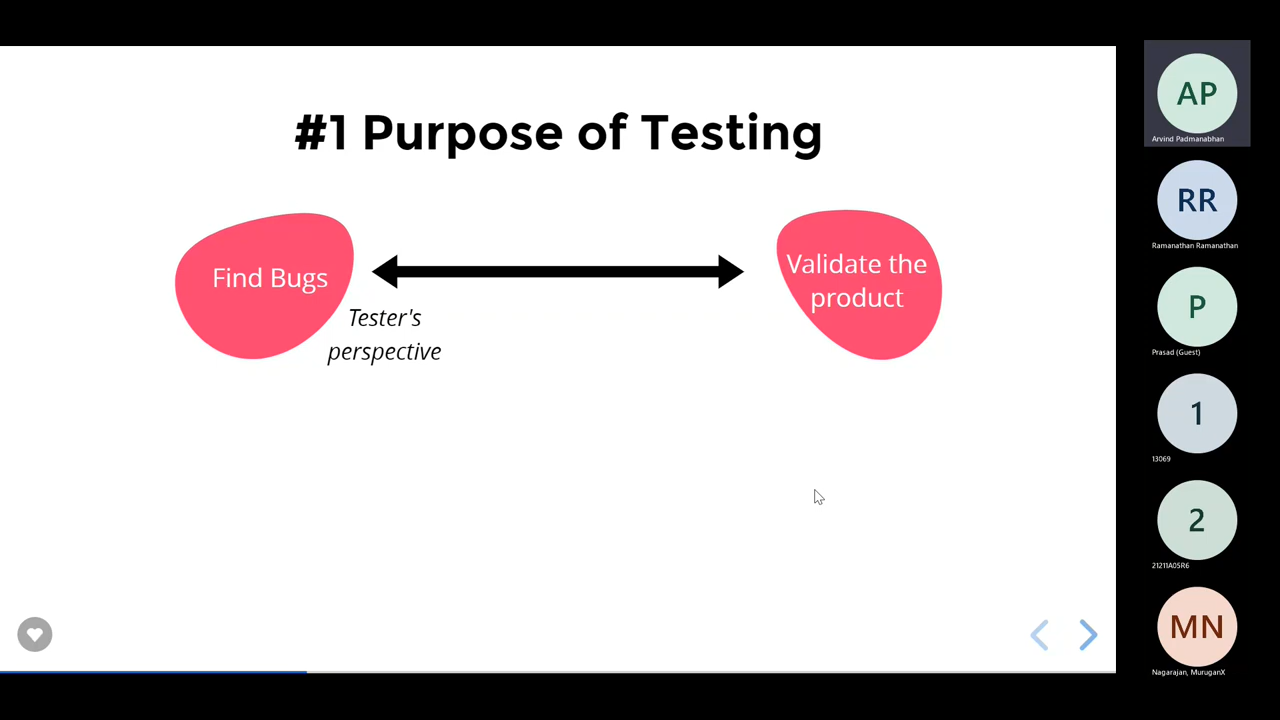 #1 Purpose of Testing
Find Bugs
Validate the
product
Tester's
perspective
AP
Arvind Padmanabhan
RR
Ramanathan Ramanathan
P
Prasad (Guest)
1
13069
2
21211A05R6
MN
Nagarajan, MuruganX